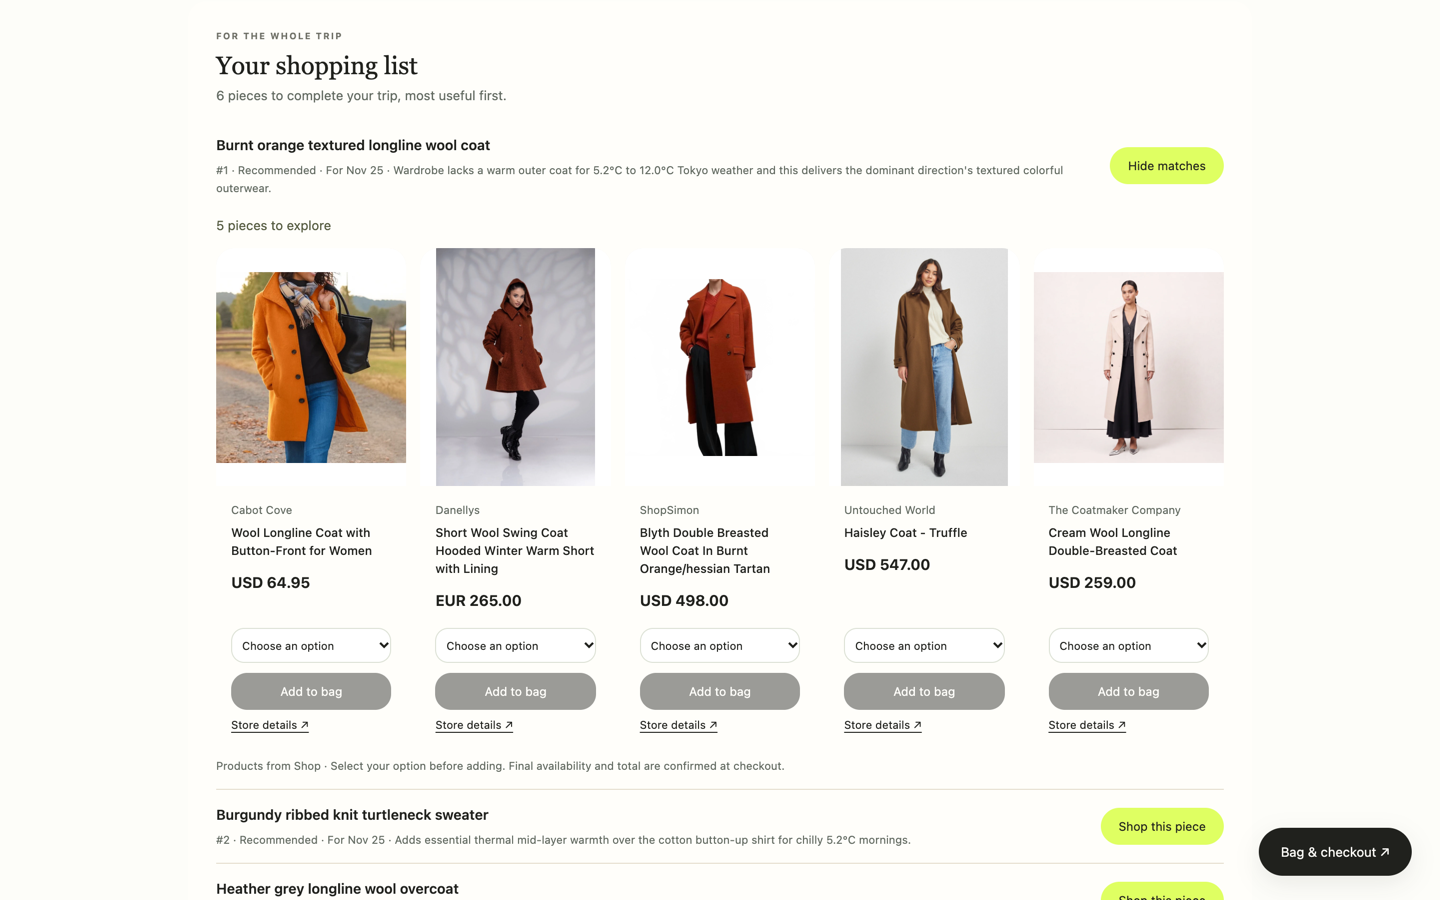 FOR THE WHOLE TRIP
Your shopping list
6 pieces to complete your trip, most useful first.
Burnt orange textured longline wool coat
#1 · Recommended · For Nov 25 · Wardrobe lacks a warm outer coat for 5.2°C to 12.0°C Tokyo weather and this delivers the dominant direction's textured colorful
outerwear.
Hide matches
5 pieces to explore
Cabot Cove
Wool Longline Coat with
Button-Front for Women
USD 64.95
Choose an option
Add to bag
Store details ↗
Danellys
Short Wool Swing Coat
Hooded Winter Warm Short
with Lining
EUR 265.00
Choose an option
Add to bag
Store details ↗
ShopSimon
Blyth Double Breasted
Wool Coat In Burnt
Orange/hessian Tartan
USD 498.00
Choose an option
Add to bag
Store details ↗
Untouched World
Haisley Coat - Truffle
USD 547.00
Choose an option
Add to bag
Store details ↗
The Coatmaker Company
Cream Wool Longline
Double-Breasted Coat
USD 259.00
Choose an option
Add to bag
Store details ↗
Products from Shop · Select your option before adding. Final availability and total are confirmed at checkout.
Burgundy ribbed knit turtleneck sweater
#2 · Recommended · For Nov 25 · Adds essential thermal mid-layer warmth over the cotton button-up shirt for chilly 5.2°C mornings.
Shop this piece
Bag & checkout ↗
Heather grey longline wool overcoat
Shop this piece